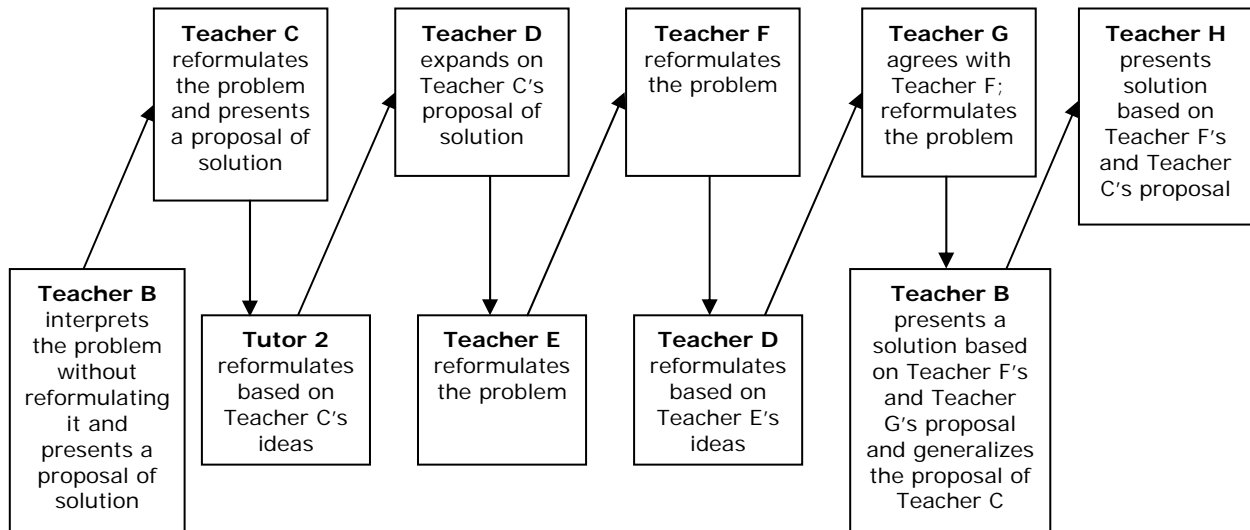 Teacher C
reformulates
the problem
and presents
a proposal of
solution
Teacher D
expands on
Teacher C's
proposal of
solution
Teacher F
reformulates
the problem
Teacher G
agrees with
Teacher F;
reformulates
the problem
Teacher H
presents
solution
based on
Teacher F's
and Teacher
C's proposal
Teacher B
interprets
the problem
without
reformulating
it and
presents a
proposal of
solution
Tutor 2
reformulates
based on
Teacher C's
ideas
Teacher E
reformulates
the problem
Teacher D
reformulates
based on
Teacher E's
ideas
Teacher B
presents a
solution based
on Teacher F's
and Teacher
G's proposal
and generalizes
the proposal of
Teacher C